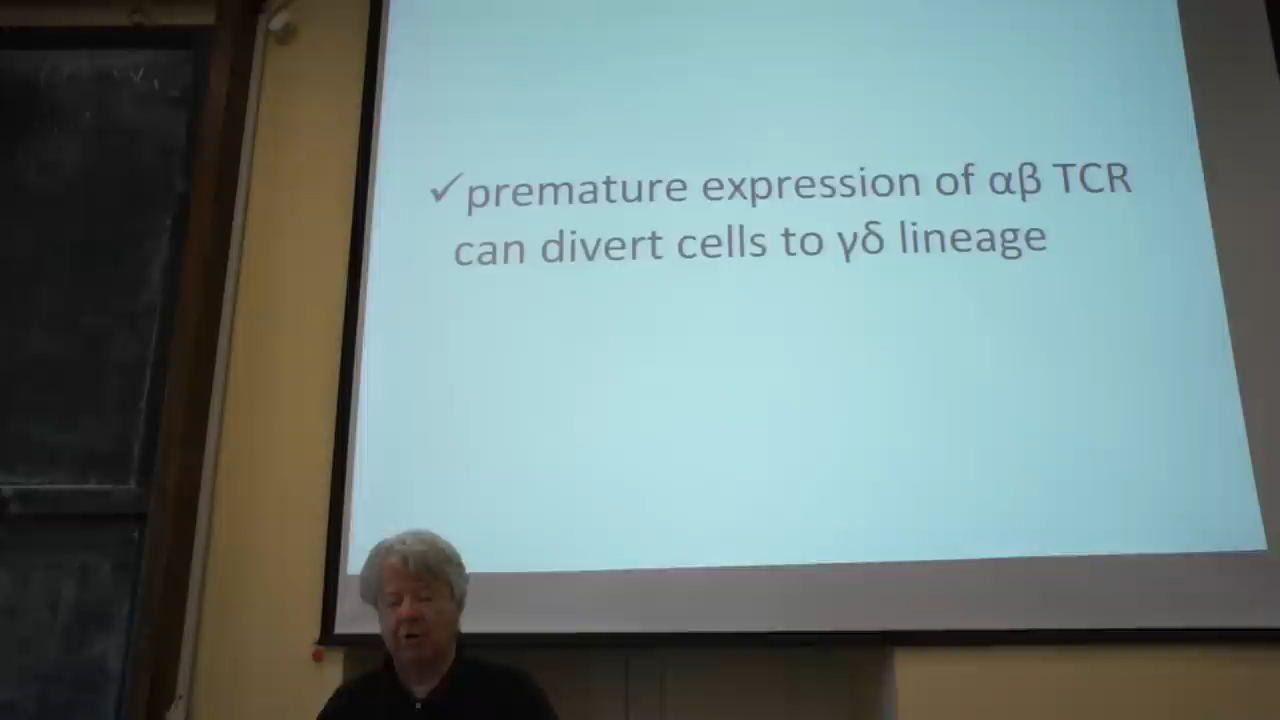 ✓premature expression of αβ TCR
can divert cells to γδ lineage